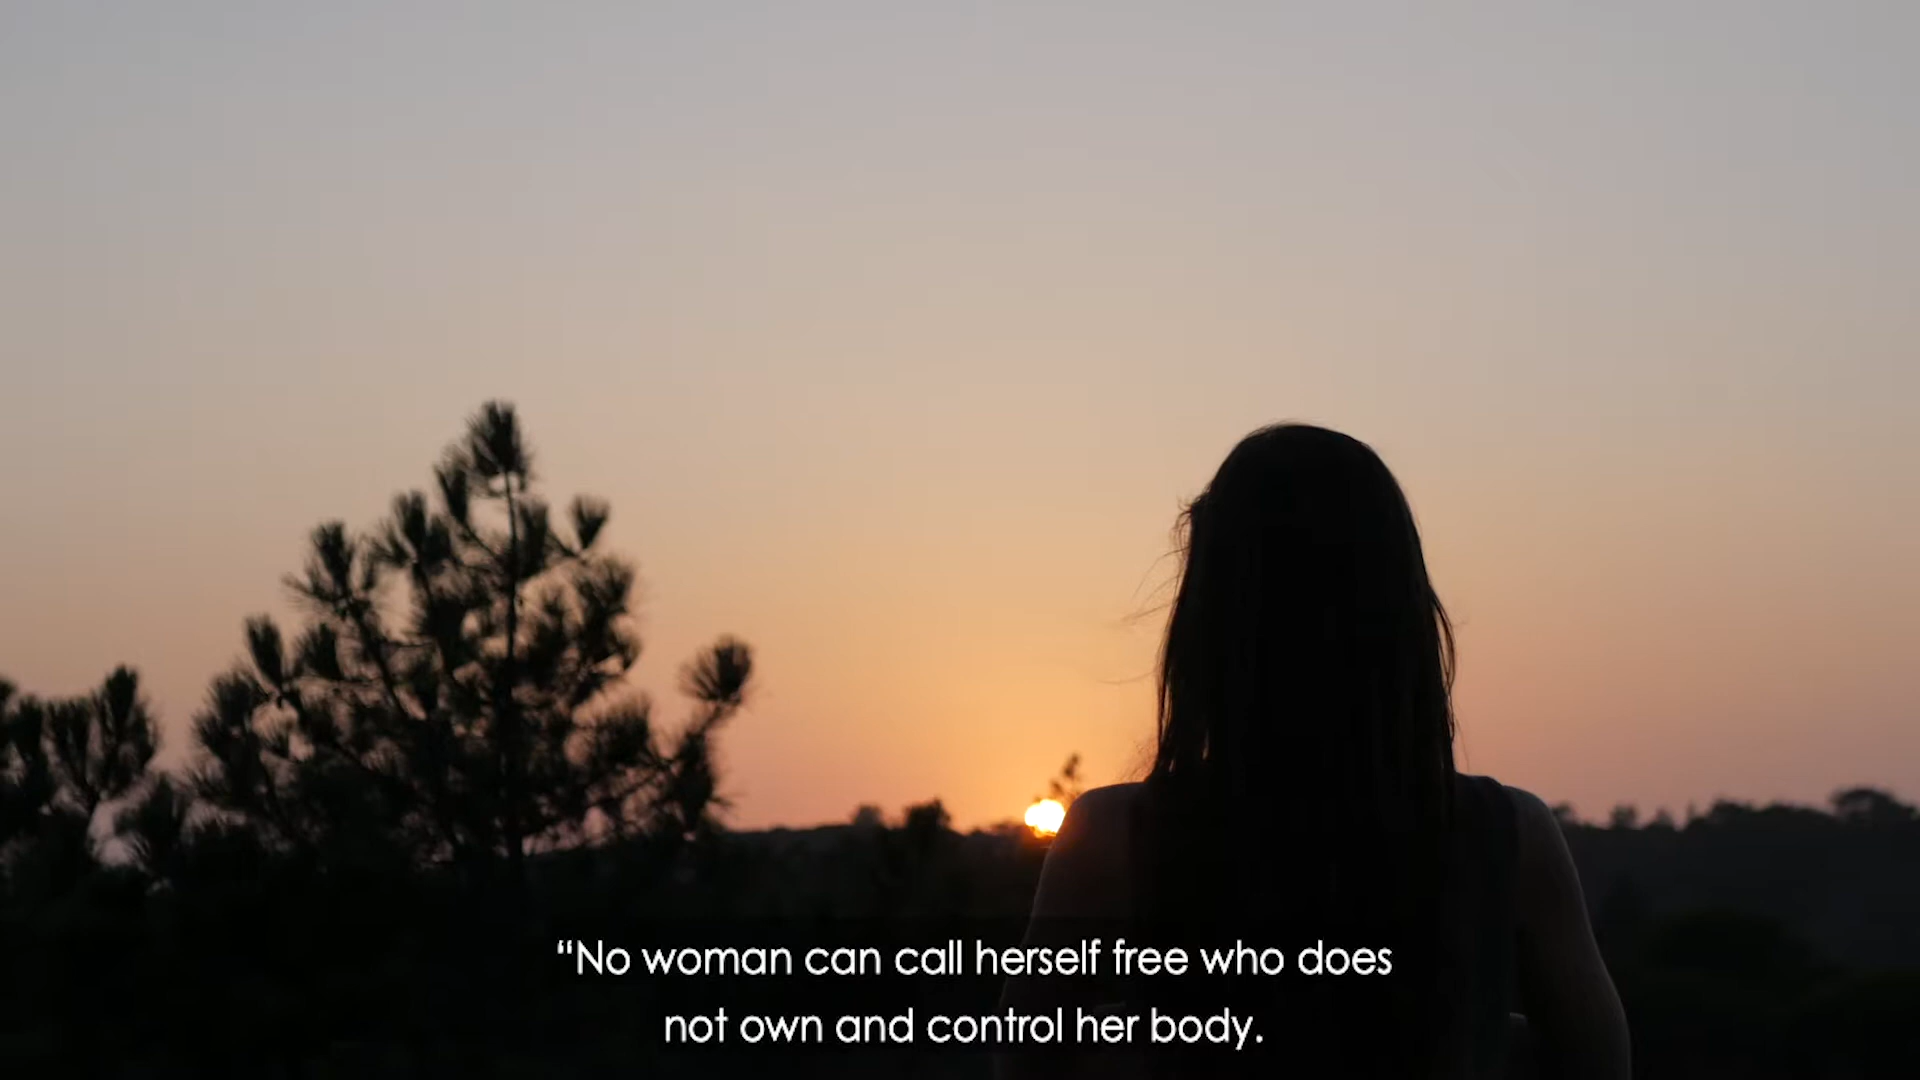 “No woman can call herself free who does
not own and control her body.